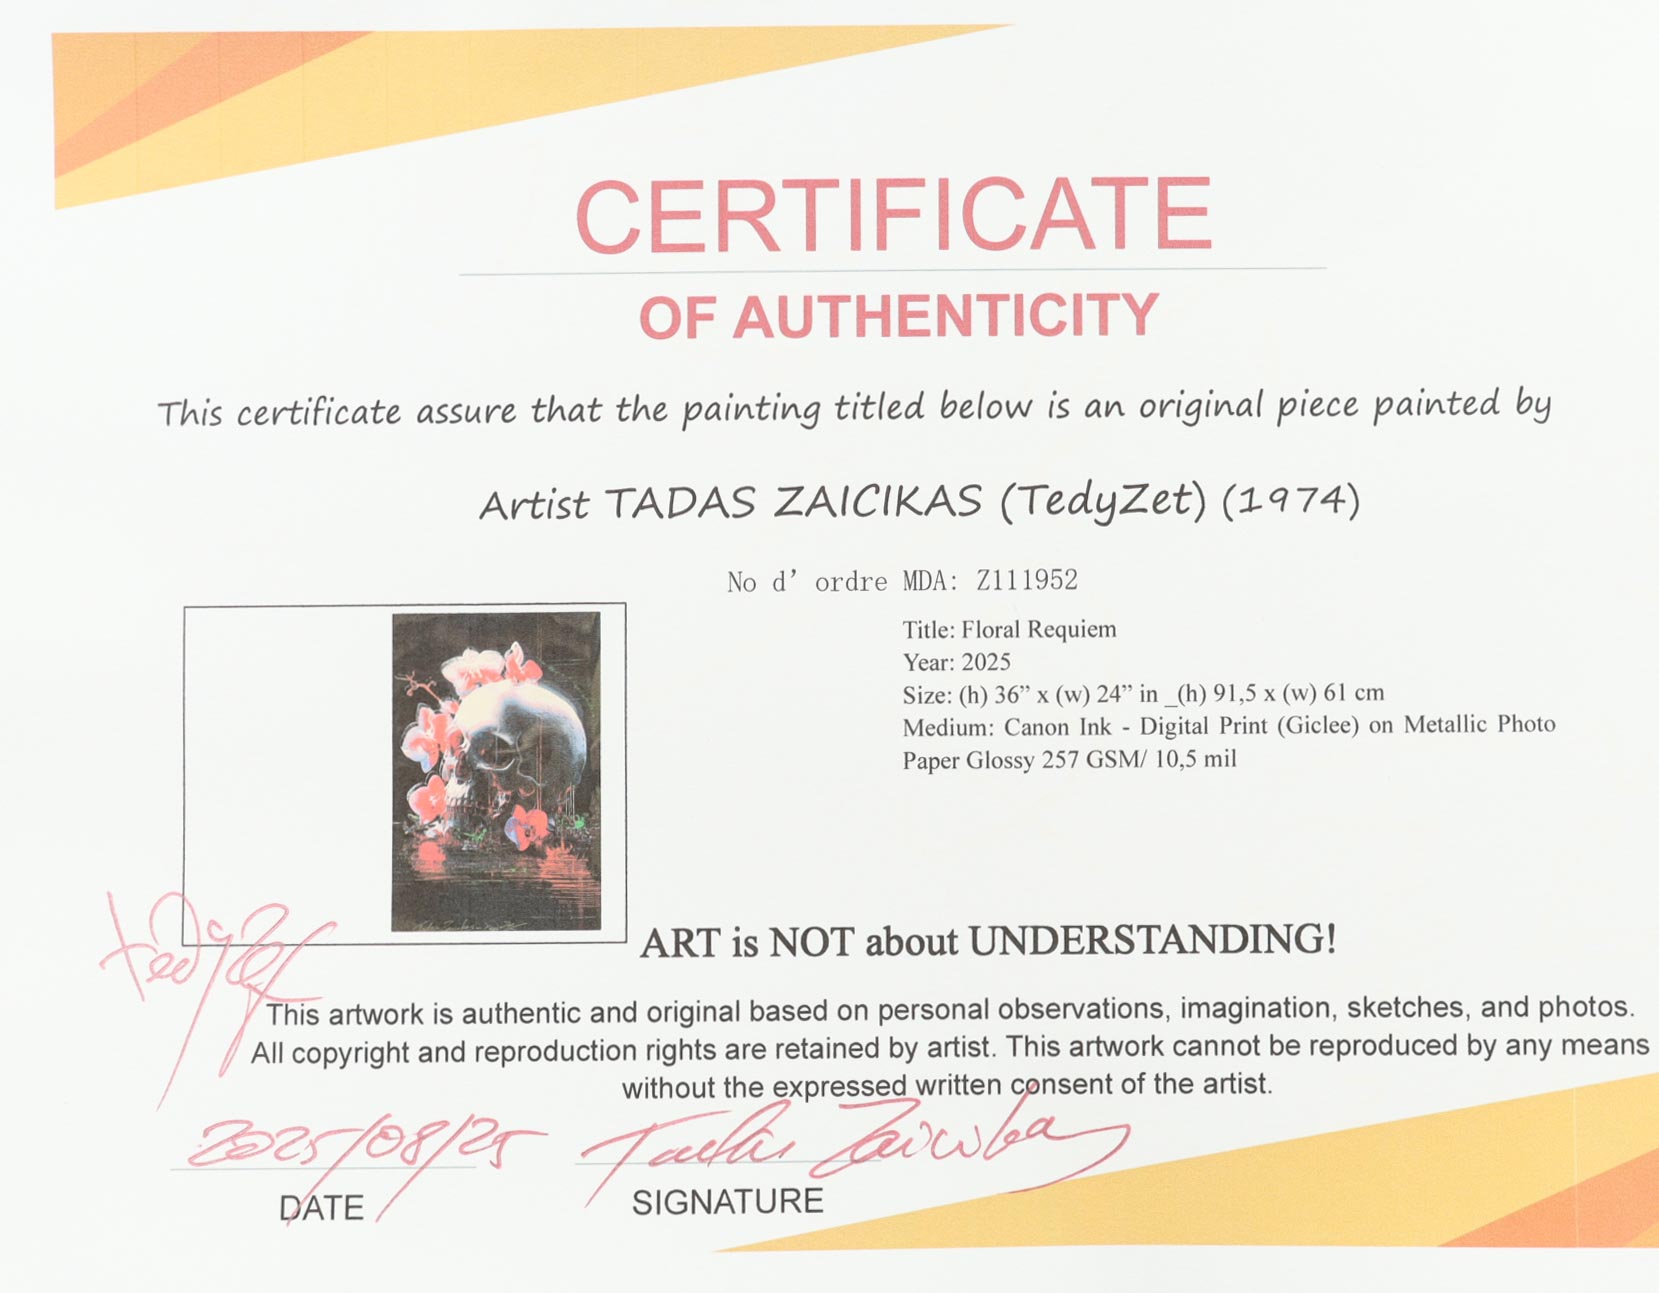 CERTIFICATE
OF AUTHENTICITY
This certificate assure that the painting titled below is an original piece painted by
Artist TADAS ZAICIKAS (TedyZet) (1974)
No d' ordre MDA: Z111952
Title: Floral Requiem
Year: 2025
Size: (h) 36” x (w) 24” in _(h) 91,5 x (w) 61 cm
Medium: Canon Ink - Digital Print (Giclee) on Metallic Photo
Paper Glossy 257 GSM/ 10,5 mil
ART is NOT about UNDERSTANDING!
TedyZet
This artwork is authentic and original based on personal observations, imagination, sketches, and photos.
All copyright and reproduction rights are retained by artist. This artwork cannot be reproduced by any means
without the expressed written consent of the artist.
2025/08/25
Tadas Zaicikas
DATE
SIGNATURE